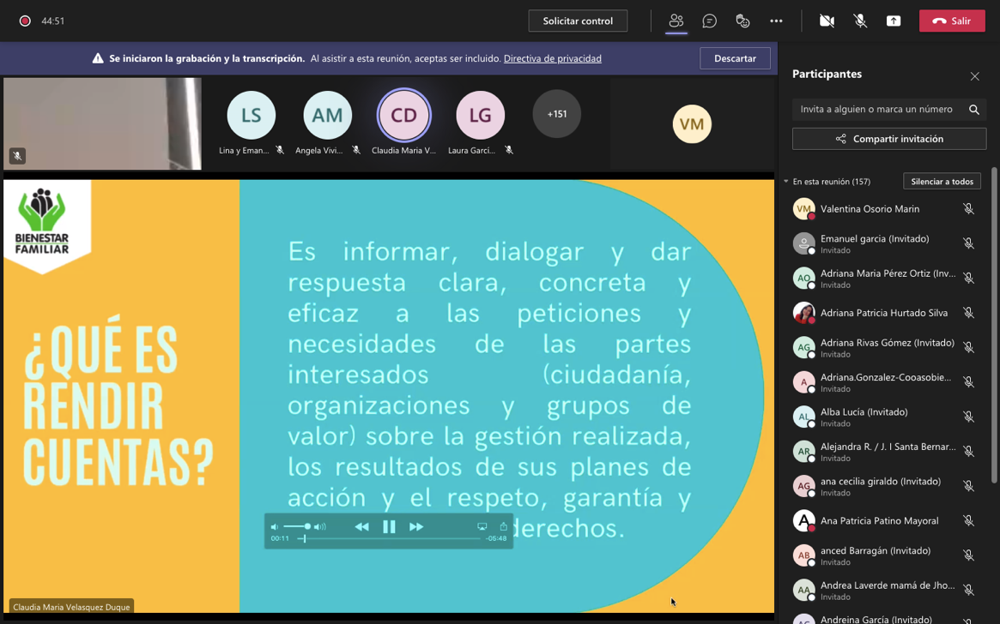 44:51
Solicitar control
Salir
Se iniciaron la grabación y la transcripción. Al asistir a esta reunión, aceptas ser incluido. Directiva de privacidad
Descartar
LS
AM
CD
LG
+151
VM
Lina y Eman...
Angela Vivi...
Claudia Maria V...
Laura Garci...
BIENESTAR
FAMILIAR
¿QUÉ ES
RENDIR
CUENTAS?
Es informar, dialogar y dar
respuesta clara, concreta y
eficaz a las peticiones y
necesidades de las partes
interesados (ciudadanía,
organizaciones y grupos de
valor) sobre la gestión realizada,
los resultados de sus planes de
acción y el respeto, garantía y
derechos.
00:11
-05:48
Claudia Maria Velasquez Duque
Participantes
Invita a alguien o marca un número
Compartir invitación
En esta reunión (157)
Silenciar a todos
VM
Valentina Osorio Marin
Emanuel garcia (Invitado)
Invitado
AO
Adriana Maria Pérez Ortiz (Inv...
Invitado
Adriana Patricia Hurtado Silva
AG
Adriana Rivas Gómez (Invitado)
Invitado
A
Adriana.Gonzalez-Cooasobie...
Invitado
AL
Alba Lucía (Invitado)
Invitado
AR
Alejandra R. / J. I Santa Bernar...
Invitado
AG
ana cecilia giraldo (Invitado)
Invitado
A
Ana Patricia Patino Mayoral
AB
anced Barragán (Invitado)
Invitado
AA
Andrea Laverde mamá de Jho...
Invitado
AG
Andreina García (Invitado)